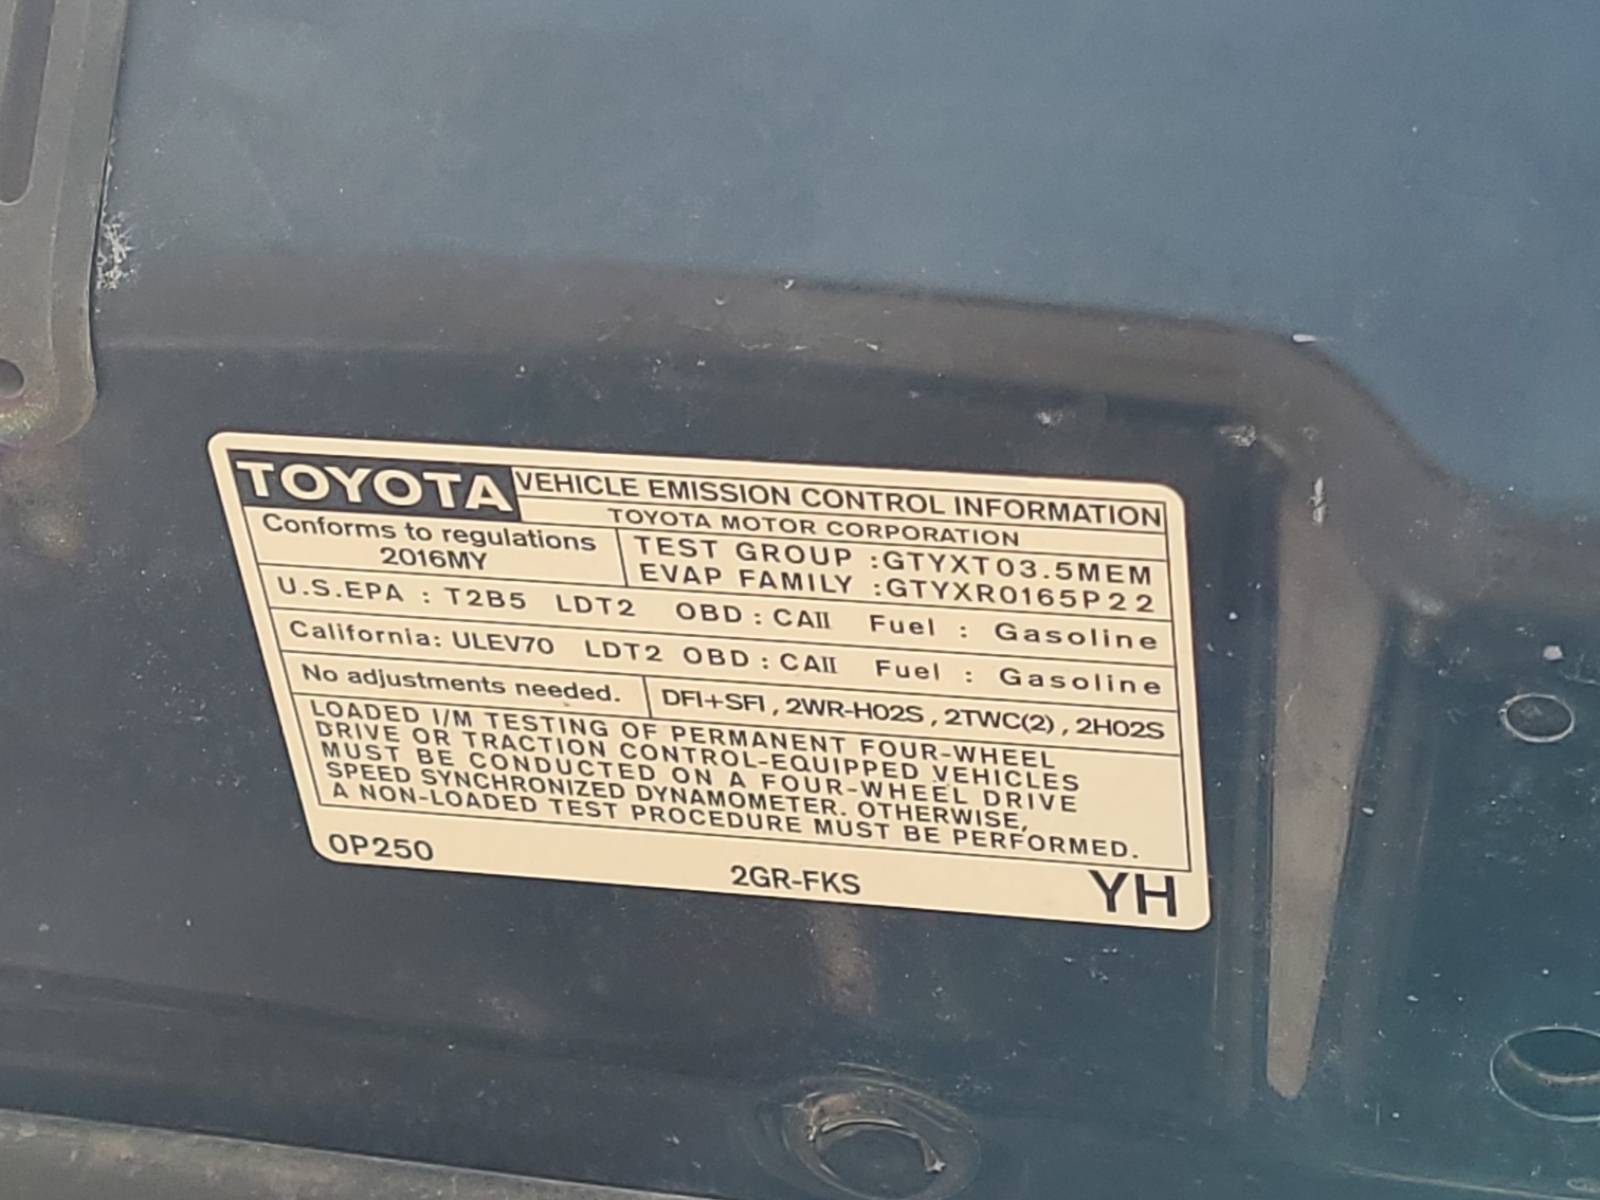 TOYOTA VEHICLE EMISSION CONTROL INFORMATION
TOYOTA MOTOR CORPORATION
Conforms to regulations
2016MY
TEST GROUP :GTYXT03.5MEM
EVAP FAMILY :GTYXR0165P22
U.S.EPA : T2B5 LDT2 OBD : CAII Fuel : Gasoline
California: ULEV70 LDT2 OBD : CAII Fuel : Gasoline
No adjustments needed. DFI+SFI , 2WR-HO2S , 2TWC(2) , 2HO2S
LOADED I/M TESTING OF PERMANENT FOUR-WHEEL
DRIVE OR TRACTION CONTROL-EQUIPPED VEHICLES
MUST BE CONDUCTED ON A FOUR-WHEEL DRIVE
SPEED SYNCHRONIZED DYNAMOMETER. OTHERWISE,
A NON-LOADED TEST PROCEDURE MUST BE PERFORMED.
0P250 2GR-FKS YH